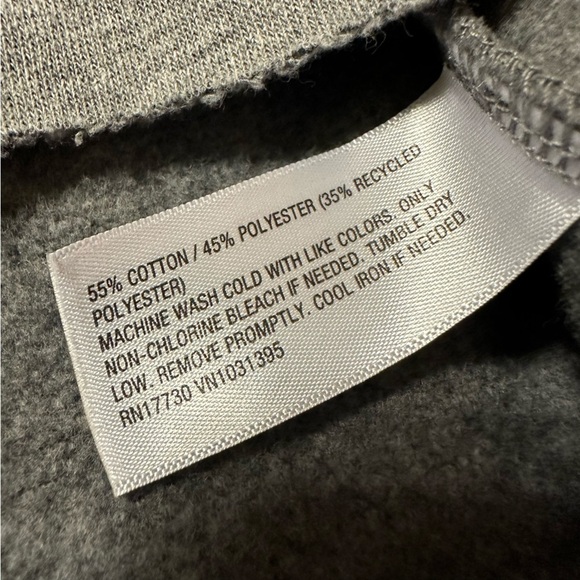 55% COTTON / 45% POLYESTER (35% RECYCLED
POLYESTER)
MACHINE WASH COLD WITH LIKE COLORS. ONLY
NON-CHLORINE BLEACH IF NEEDED. TUMBLE DRY
LOW. REMOVE PROMPTLY. COOL IRON IF NEEDED.
RN17730 VN1031395